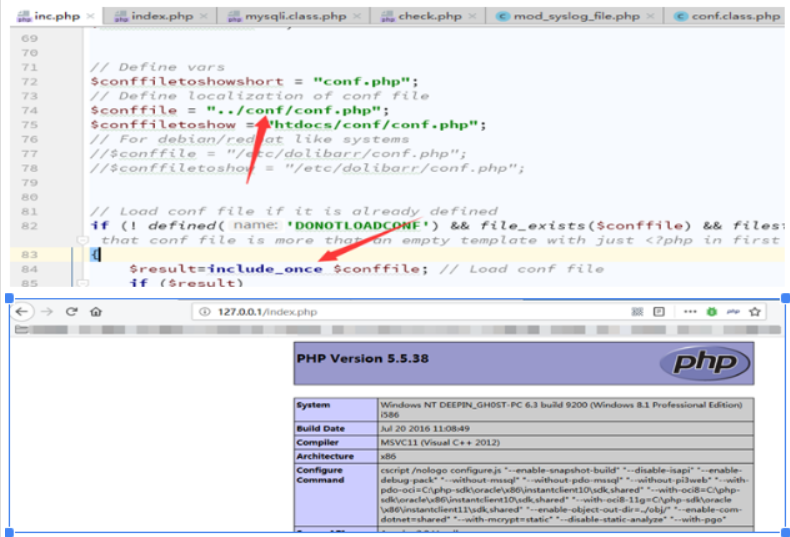 inc.php index.php mysqli.class.php check.php mod_syslog_file.php conf.class.php
69
70
71 // Define vars
72 $conffiletoshowshort = "conf.php";
73 // Define localization of conf file
74 $conffile = "../conf/conf.php";
75 $conffiletoshow = "htdocs/conf/conf.php";
76 // For debian/redhat like systems
77 //$conffile = "/etc/dolibarr/conf.php";
78 //$conffiletoshow = "/etc/dolibarr/conf.php";
79
80
81 // Load conf file if it is already defined
82 if (! defined( name: 'DONOTLOADCONF') && file_exists($conffile) && files
that conf file is more that an empty template with just <?php in first
83 {
84 $result=include_once $conffile; // Load conf file
85 if ($result)
127.0.0.1/index.php
PHP Version 5.5.38
php
System Windows NT DEEPIN_GH0ST-PC 6.3 build 9200 (Windows 8.1 Professional Edition)
i586
Build Date Jul 20 2016 11:08:49
Compiler MSVC11 (Visual C++ 2012)
Architecture x86
Configure Command cscript /nologo configure.js "--enable-snapshot-build" "--disable-isapi" "--enable-
debug-pack" "--without-mssql" "--without-pdo-mssql" "--without-pi3web" "--with-
pdo-oci=C:\php-sdk\oracle\x86\instantclient10\sdk,shared" "--with-oci8=C:\php-
sdk\oracle\x86\instantclient10\sdk,shared" "--with-oci8-11g=C:\php-sdk\oracle
\x86\instantclient11\sdk,shared" "--enable-object-out-dir=../obj/" "--enable-com-
dotnet=shared" "--with-mcrypt=static" "--disable-static-analyze" "--with-pgo"